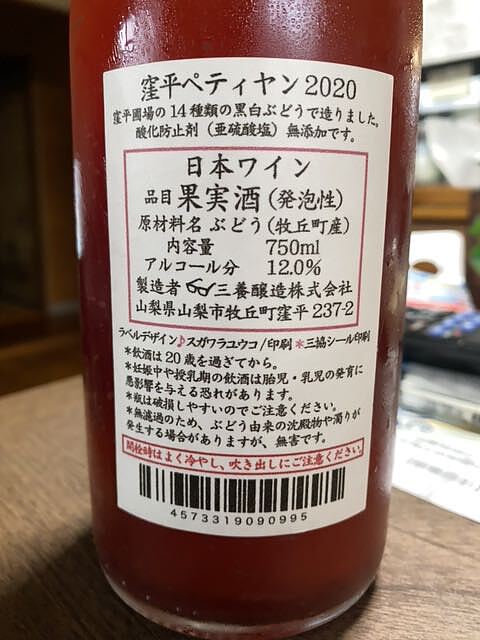 窪平ペティヤン2020
窪平圃場の14種類の黒白ぶどうで造りました。
酸化防止剤（亜硫酸塩）無添加です。
日本ワイン
品目 果実酒（発泡性）
原材料名 ぶどう（牧丘町産）
内容量 750ml
アルコール分 12.0%
製造者 三養醸造株式会社
山梨県山梨市牧丘町窪平237-2
ラベルデザイン♪スガワラユウコ/印刷＊三協シール印刷
＊飲酒は20歳を過ぎてから。
＊妊娠中や授乳期の飲酒は胎児・乳児の発育に
悪影響を与える恐れがあります。
＊瓶は破損しやすいのでご注意ください。
＊無濾過のため、ぶどう由来の沈殿物や濁りが
発生する場合がありますが、無害です。
開栓時はよく冷やし、吹き出しにご注意ください。
4573319090995